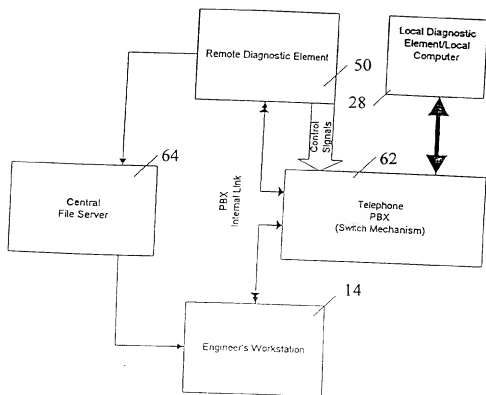 Remote Diagnostic Element
50
Local Diagnostic
Element/Local
Computer
28
Control
Signals
64
62
Central
File Server
PBX
Internal Link
Telephone
PBX
(Switch Mechanism)
14
Engineer's Workstation